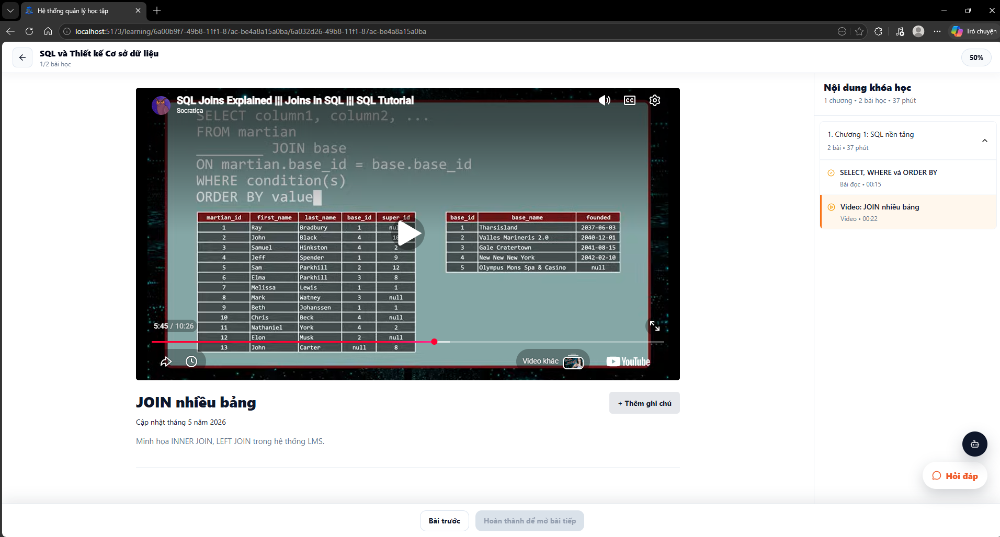 Hệ thống quản lý học tập
localhost:5173/learning/6a00b9f7-49b8-11f1-87ac-be4a8a15a0ba/6a032d26-49b8-11f1-87ac-be4a8a15a0ba
Trò chuyện
SQL và Thiết kế Cơ sở dữ liệu
1/2 bài học
50%
SQL Joins Explained ||¦ Joins in SQL ||¦ SQL Tutorial
Socratica
CC
SELECT column1, column2, ...
FROM martian
________ JOIN base
ON martian.base_id = base.base_id
WHERE condition(s)
ORDER BY value
martian_id first_name last_name base_id super_id
1 Ray Bradbury 1
2 John Black 4
3 Samuel Hinkston 4 2
4 Jeff Spender 1 9
5 Sam Parkhill 2 12
6 Elma Parkhill 3 8
7 Melissa Lewis 1 1
8 Mark Watney 3 null
9 Beth Johanssen 1 1
10 Chris Beck 4 null
11 Nathaniel York 4 2
12 Elon Musk 2 null
13 John Carter null 8
base_id base_name founded
1 Tharsisland 2037-06-03
2 Valles Marineris 2.0 2040-12-01
3 Gale Cratertown 2041-08-15
4 New New New York 2042-02-10
5 Olympus Mons Spa & Casino null
5:45 / 10:26
Video khác
YouTube
JOIN nhiều bảng
+ Thêm ghi chú
Cập nhật tháng 5 năm 2026
Minh họa INNER JOIN, LEFT JOIN trong hệ thống LMS.
Nội dung khóa học
1 chương • 2 bài học • 37 phút
1. Chương 1: SQL nền tảng
2 bài • 37 phút
SELECT, WHERE và ORDER BY
Bài đọc • 00:15
Video: JOIN nhiều bảng
Video • 00:22
Hỏi đáp
Bài trước
Hoàn thành để mở bài tiếp